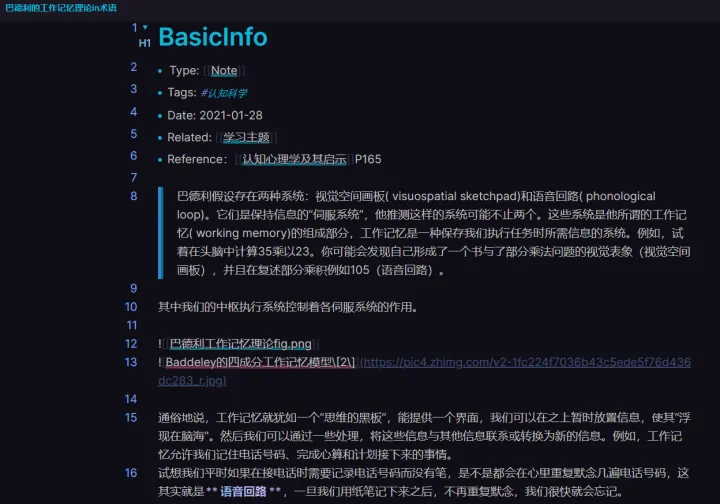 巴德利的工作记忆理论in术语
1
H1 BasicInfo
2 • Type: [[Note]]
3 • Tags: #认知科学
4 • Date: 2021-01-28
5 • Related: [[学习主题]]
6 • Reference：[[认知心理学及其启示]]P165
7
8 巴德利假设存在两种系统：视觉空间画板( visuospatial sketchpad)和语音回路( phonological
loop)。它们是保持信息的“伺服系统”，他推测这样的系统可能不止两个。这些系统是他所谓的工作记
忆( working memory)的组成部分，工作记忆是一种保存我们执行任务时所需信息的系统。例如，试
着在头脑中计算35乘以23。你可能会发现自己形成了一个书与了部分乘法问题的视觉表象（视觉空间
画板），并且在复述部分乘积例如105（语音回路）。
9
10 其中我们的中枢执行系统控制着各伺服系统的作用。
11
12 ![[巴德利工作记忆理论fig.png]]
13 ![Baddeley的四成分工作记忆模型\[2\]](https://pic4.zhimg.com/v2-1fc224f7036b43c5ede5f76d436
dc283_r.jpg)
14
15 通俗地说，工作记忆就犹如一个“思维的黑板”，能提供一个界面，我们可以在之上暂时放置信息，使其“浮
现在脑海”。然后我们可以通过一些处理，将这些信息与其他信息联系或转换为新的信息。例如，工作记
忆允许我们记住电话号码、完成心算和计划接下来的事情。
16 试想我们平时如果在接电话时需要记录电话号码而没有笔，是不是都会在心里重复默念几遍电话号码，这
其实就是** 语音回路 **，一旦我们用纸笔记下来之后，不再重复默念，我们很快就会忘记。